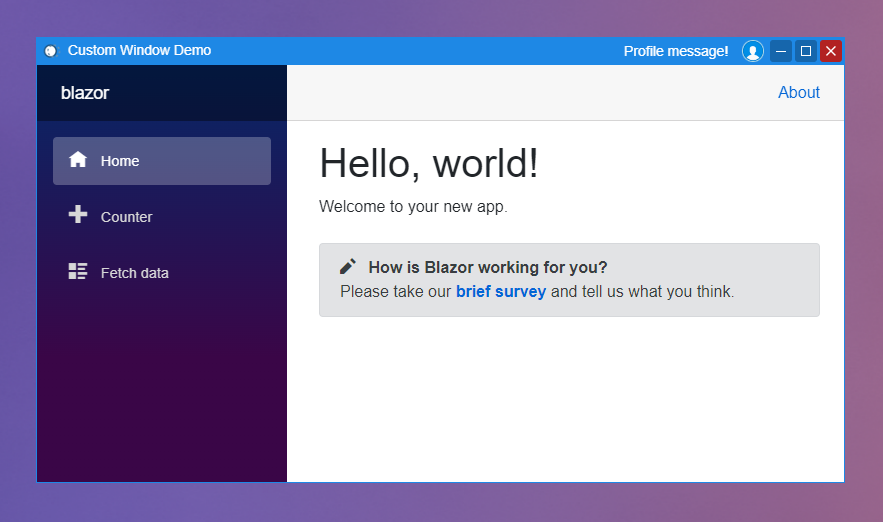 Custom Window Demo
Profile message!
blazor
About
Home
Counter
Fetch data
Hello, world!
Welcome to your new app.
How is Blazor working for you?
Please take our brief survey and tell us what you think.